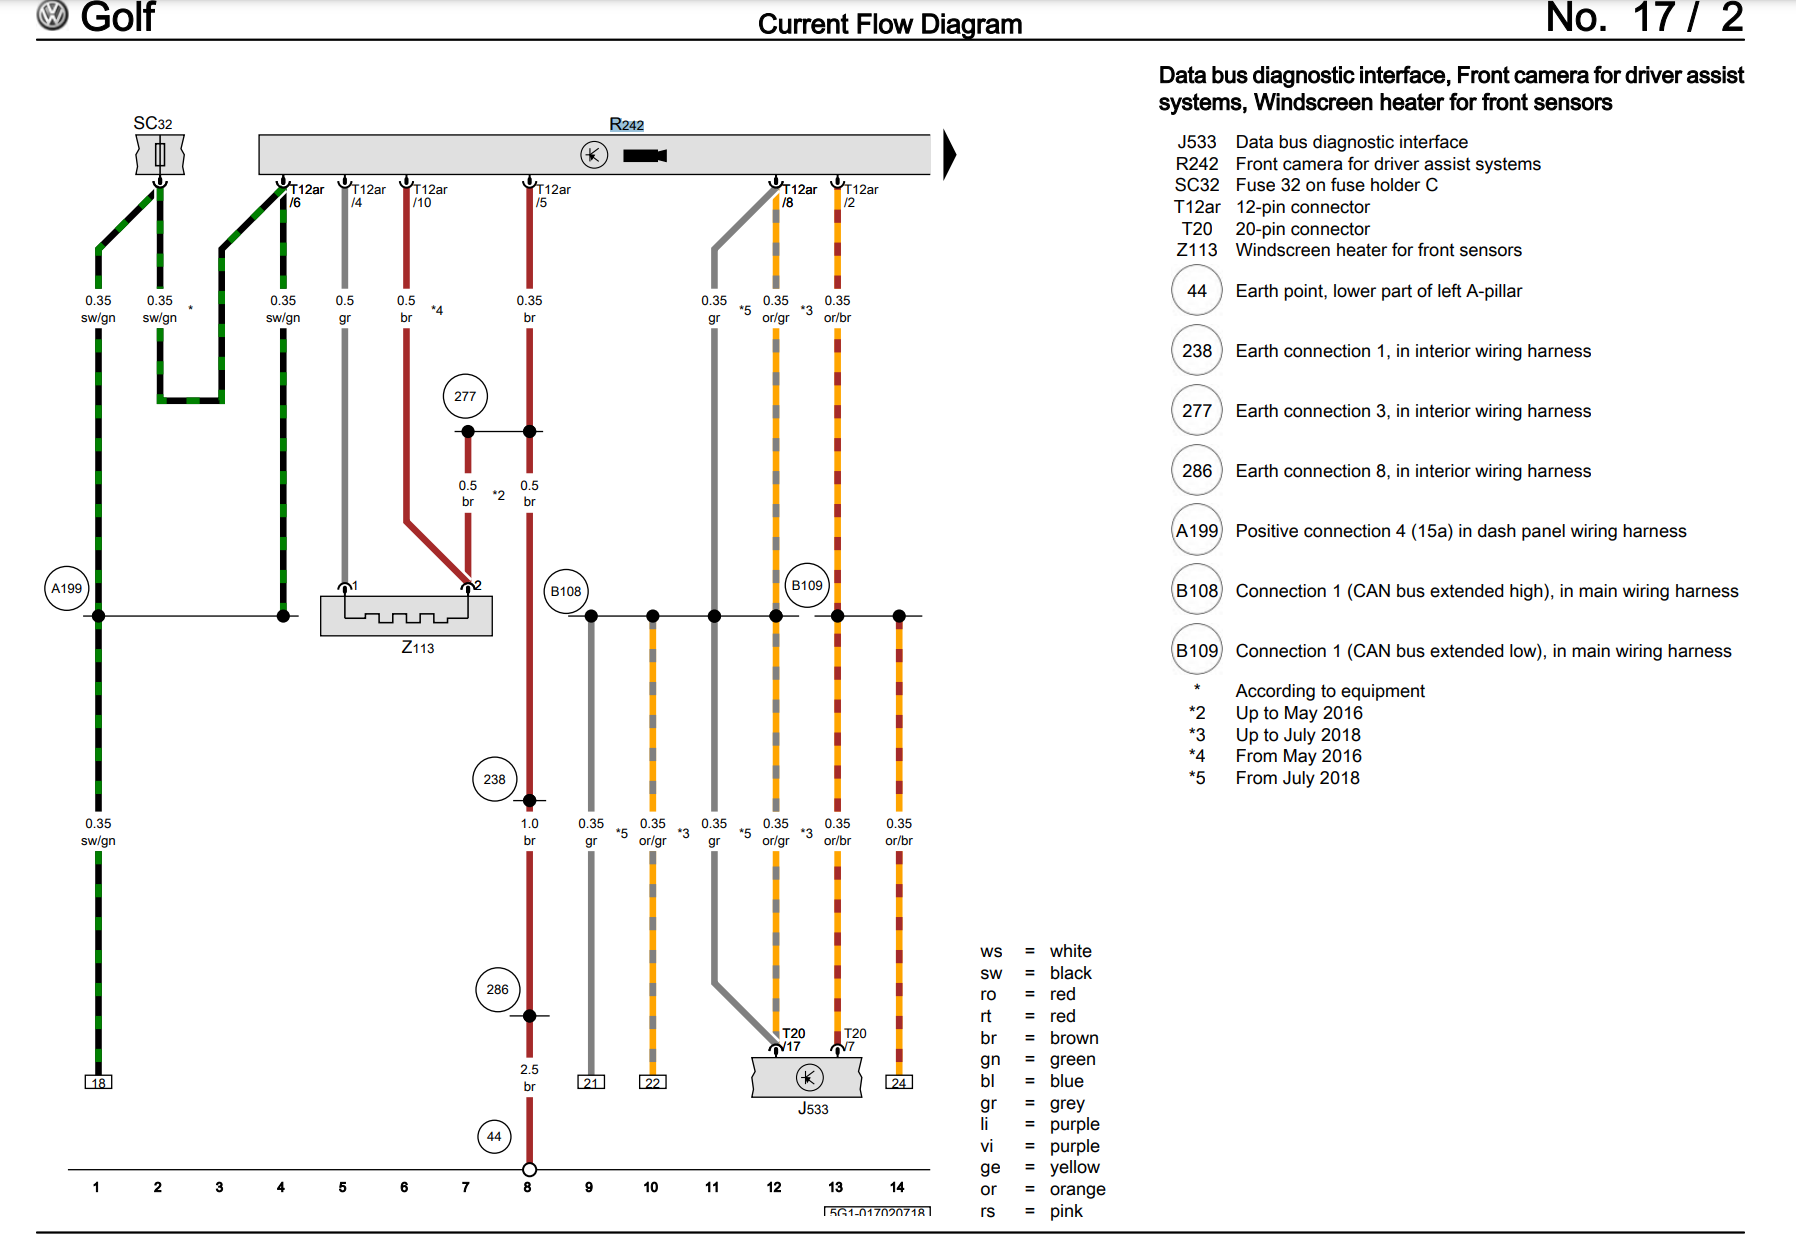 Golf
Current Flow Diagram
No. 17 / 2
Data bus diagnostic interface, Front camera for driver assist
systems, Windscreen heater for front sensors
J533 Data bus diagnostic interface
R242 Front camera for driver assist systems
SC32 Fuse 32 on fuse holder C
T12ar 12-pin connector
T20 20-pin connector
Z113 Windscreen heater for front sensors
44 Earth point, lower part of left A-pillar
238 Earth connection 1, in interior wiring harness
277 Earth connection 3, in interior wiring harness
286 Earth connection 8, in interior wiring harness
A199 Positive connection 4 (15a) in dash panel wiring harness
B108 Connection 1 (CAN bus extended high), in main wiring harness
B109 Connection 1 (CAN bus extended low), in main wiring harness
* According to equipment
*2 Up to May 2016
*3 Up to July 2018
*4 From May 2016
*5 From July 2018
SC32 R242
T12ar T12ar T12ar T12ar T12ar T12ar
/6 /4 /10 /5 /8 /2
0.35 0.35 * 0.35 0.5 0.5 *4 0.35 0.35 *5 0.35 *3 0.35
sw/gn sw/gn sw/gn gr br br gr or/gr or/br
277
0.5 *2 0.5
br br
A199 1 2 B108 B109
Z113
238
0.35 1.0 0.35 *5 0.35 *3 0.35 *5 0.35 *3 0.35 0.35
sw/gn br gr or/gr gr or/gr or/br or/br
286
T20 T20
/17 /7
2.5
br
18 21 22 24
J533
44
1 2 3 4 5 6 7 8 9 10 11 12 13 14
5G1-017020718
ws = white
sw = black
ro = red
rt = red
br = brown
gn = green
bl = blue
gr = grey
li = purple
vi = purple
ge = yellow
or = orange
rs = pink